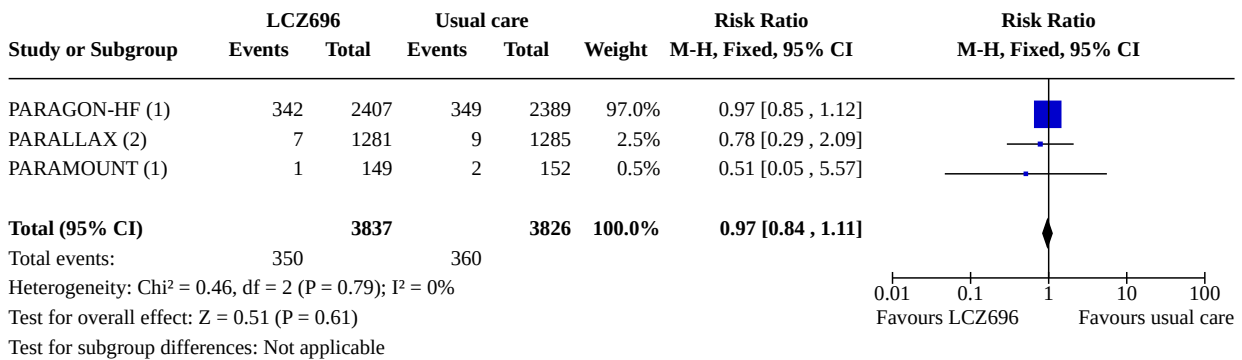 LCZ696 Usual care Risk Ratio Risk Ratio
Study or Subgroup Events Total Events Total Weight M-H, Fixed, 95% CI M-H, Fixed, 95% CI
PARAGON-HF (1) 342 2407 349 2389 97.0% 0.97 [0.85 , 1.12]
PARALLAX (2) 7 1281 9 1285 2.5% 0.78 [0.29 , 2.09]
PARAMOUNT (1) 1 149 2 152 0.5% 0.51 [0.05 , 5.57]
Total (95% CI) 3837 3826 100.0% 0.97 [0.84 , 1.11]
Total events: 350 360
Heterogeneity: Chi² = 0.46, df = 2 (P = 0.79); I² = 0%
0.01 0.1 1 10 100
Test for overall effect: Z = 0.51 (P = 0.61) Favours LCZ696 Favours usual care
Test for subgroup differences: Not applicable